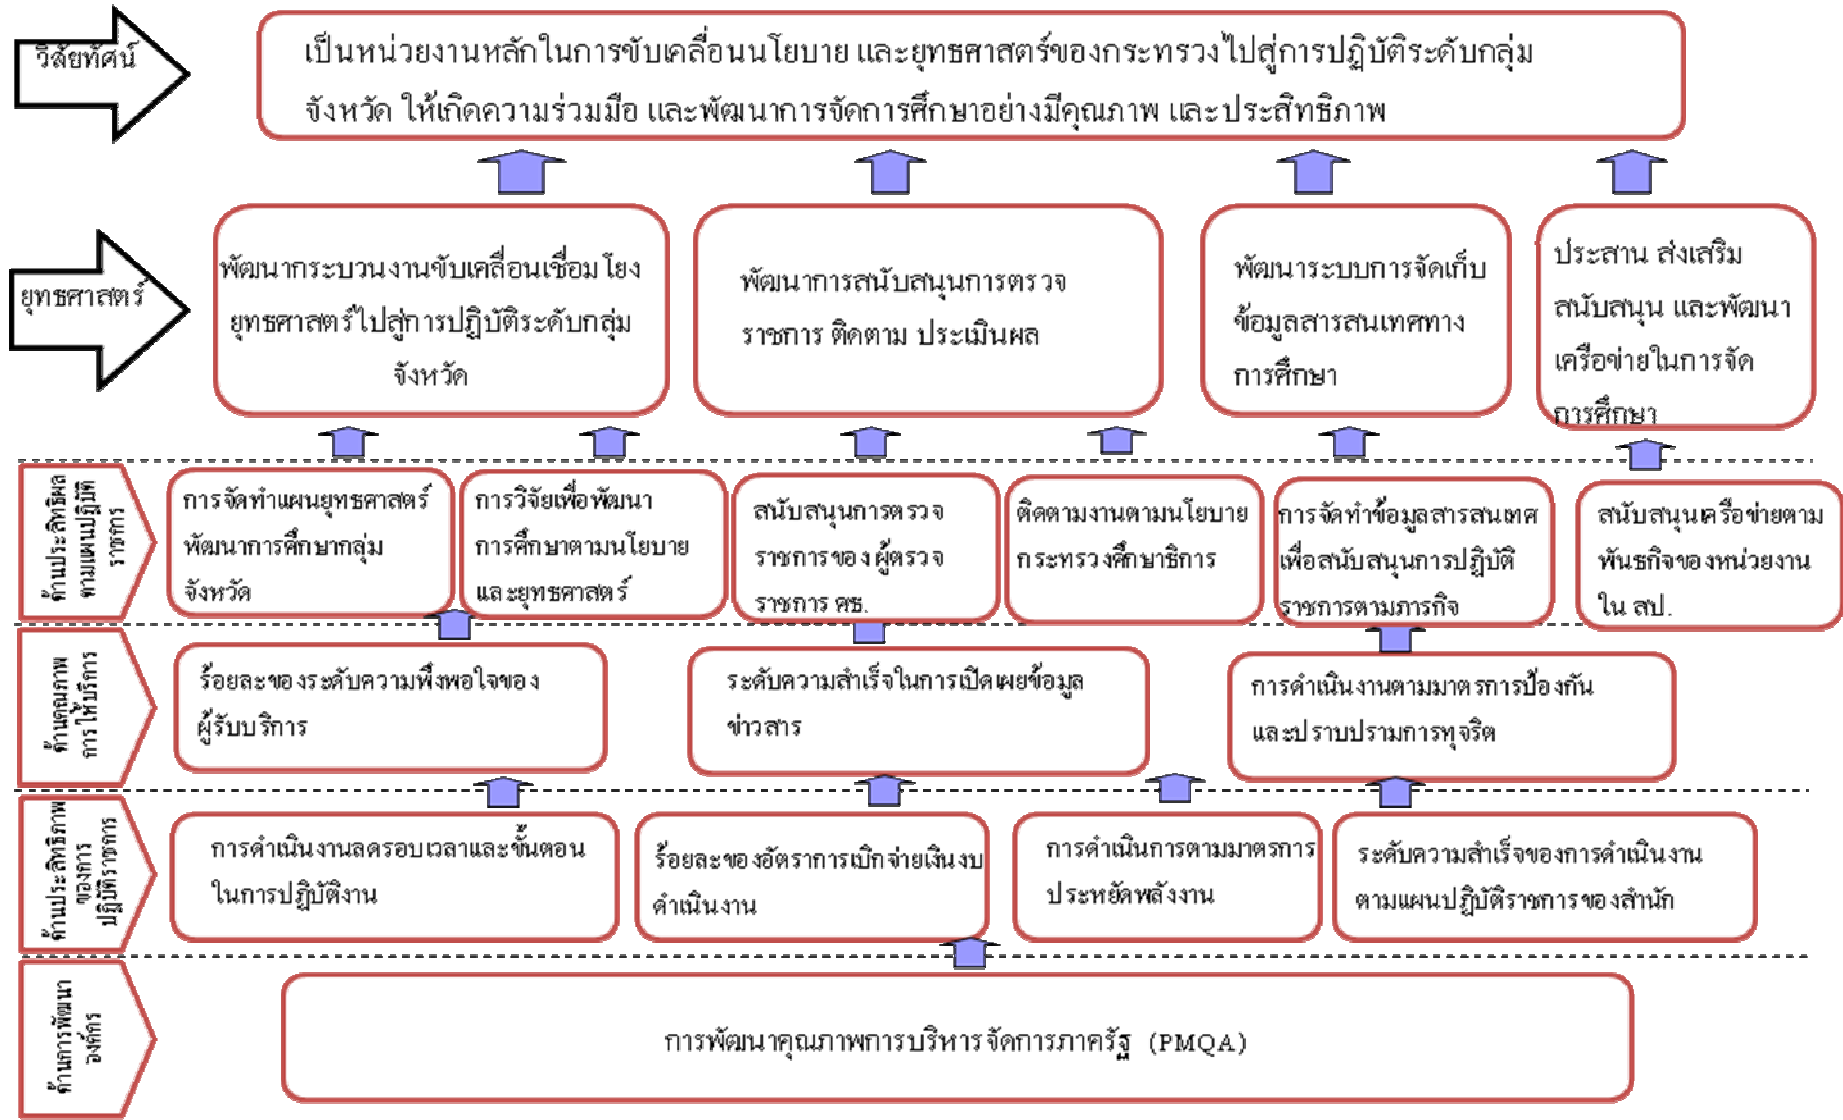 วิสัยทัศน์
เป็นหน่วยงานหลักในการขับเคลื่อนนโยบาย และยุทธศาสตร์ของกระทรวงไปสู่การปฏิบัติระดับกลุ่ม
จังหวัด ให้เกิดความร่วมมือ และพัฒนาการจัดการศึกษาอย่างมีคุณภาพ และประสิทธิภาพ
ยุทธศาสตร์
พัฒนากระบวนงานขับเคลื่อนเชื่อมโยง
ยุทธศาสตร์ไปสู่การปฏิบัติระดับกลุ่ม
จังหวัด
พัฒนาการสนับสนุนการตรวจ
ราชการ ติดตาม ประเมินผล
พัฒนาระบบการจัดเก็บ
ข้อมูลสารสนเทศทาง
การศึกษา
ประสาน ส่งเสริม
สนับสนุน และพัฒนา
เครือข่ายในการจัด
การศึกษา
ด้านประสิทธิผล
ตามแผนปฏิบัติ
ราชการ
การจัดทำแผนยุทธศาสตร์
พัฒนาการศึกษากลุ่ม
จังหวัด
การวิจัยเพื่อพัฒนา
การศึกษาตามนโยบาย
และยุทธศาสตร์
สนับสนุนการตรวจ
ราชการของผู้ตรวจ
ราชการ ศธ.
ติดตามงานตามนโยบาย
กระทรวงศึกษาธิการ
การจัดทำข้อมูลสารสนเทศ
เพื่อสนับสนุนการปฏิบัติ
ราชการตามภารกิจ
สนับสนุนเครือข่ายตาม
พันธกิจของหน่วยงาน
ใน สป.
ด้านคุณภาพ
การให้บริการ
ร้อยละของระดับความพึงพอใจของ
ผู้รับบริการ
ระดับความสำเร็จในการเปิดเผยข้อมูล
ข่าวสาร
การดำเนินงานตามมาตรการป้องกัน
และปราบปรามการทุจริต
ด้านประสิทธิภาพ
ของการ
ปฏิบัติราชการ
การดำเนินงานลดรอบเวลาและขั้นตอน
ในการปฏิบัติงาน
ร้อยละของอัตราการเบิกจ่ายเงินงบ
ดำเนินงาน
การดำเนินการตามมาตรการ
ประหยัดพลังงาน
ระดับความสำเร็จของการดำเนินงาน
ตามแผนปฏิบัติราชการของสำนัก
ด้านการพัฒนา
องค์กร
การพัฒนาคุณภาพการบริหารจัดการภาครัฐ (PMQA)